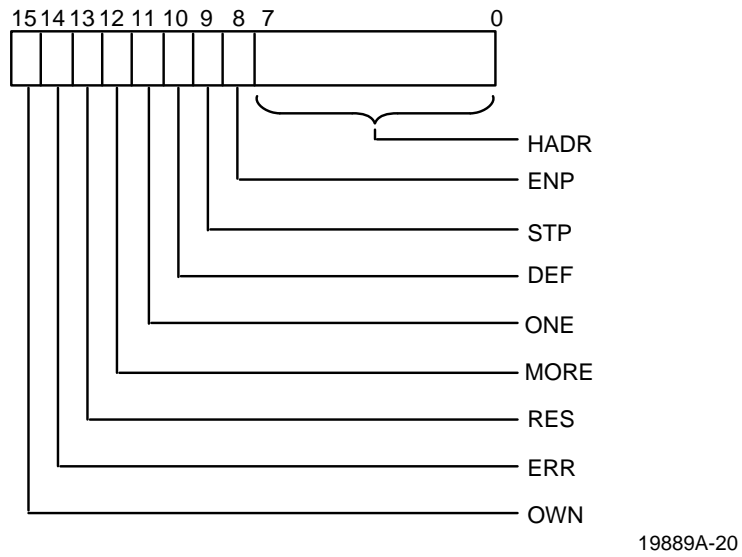 15 14 13 12 11 10 9 8 7 0
HADR
ENP
STP
DEF
ONE
MORE
RES
ERR
OWN
19889A-20